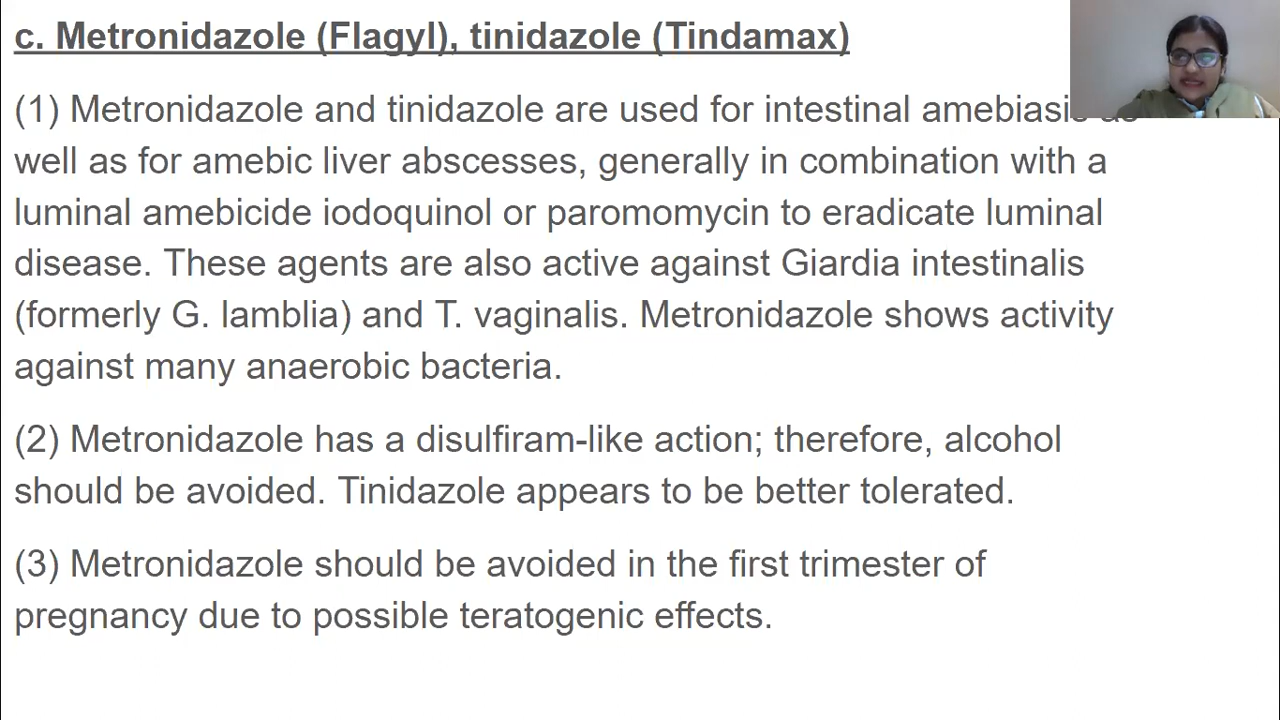 c. Metronidazole (Flagyl), tinidazole (Tindamax)
(1) Metronidazole and tinidazole are used for intestinal amebiasis
well as for amebic liver abscesses, generally in combination with a
luminal amebicide iodoquinol or paromomycin to eradicate luminal
disease. These agents are also active against Giardia intestinalis
(formerly G. lamblia) and T. vaginalis. Metronidazole shows activity
against many anaerobic bacteria.
(2) Metronidazole has a disulfiram-like action; therefore, alcohol
should be avoided. Tinidazole appears to be better tolerated.
(3) Metronidazole should be avoided in the first trimester of
pregnancy due to possible teratogenic effects.